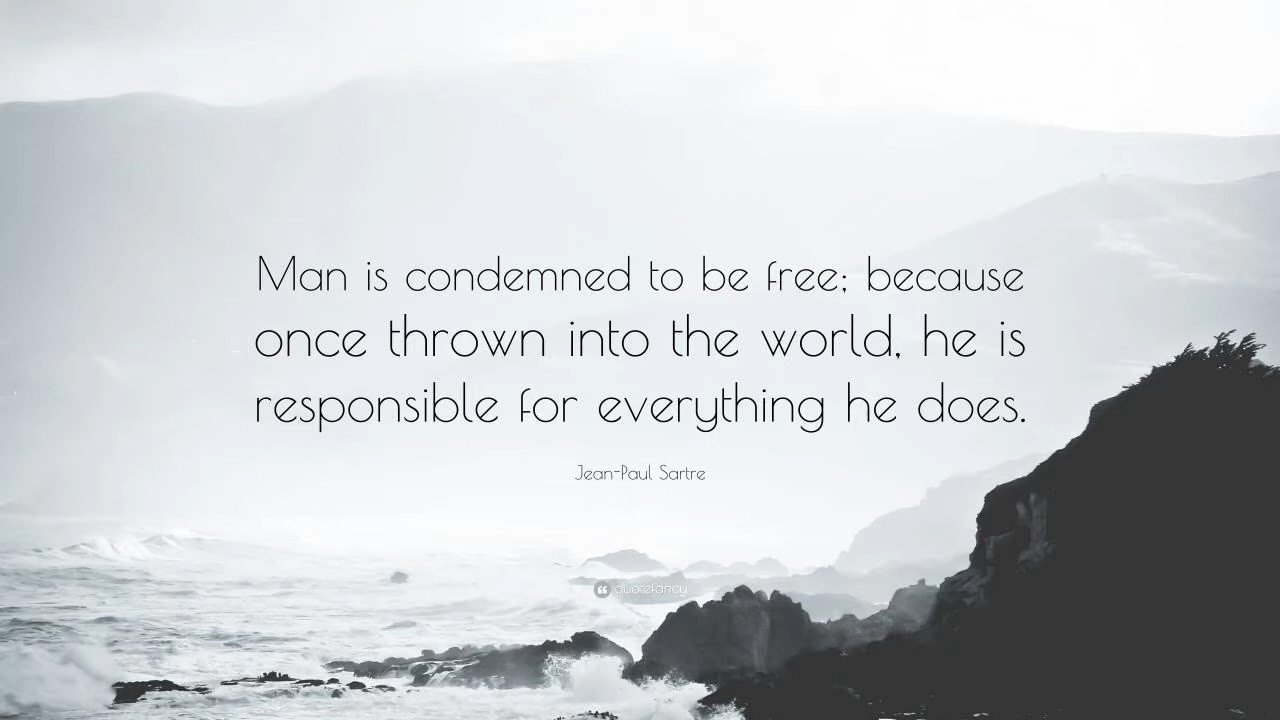 Man is condemned to be free; because
once thrown into the world, he is
responsible for everything he does.
Jean-Paul Sartre
quotefancy